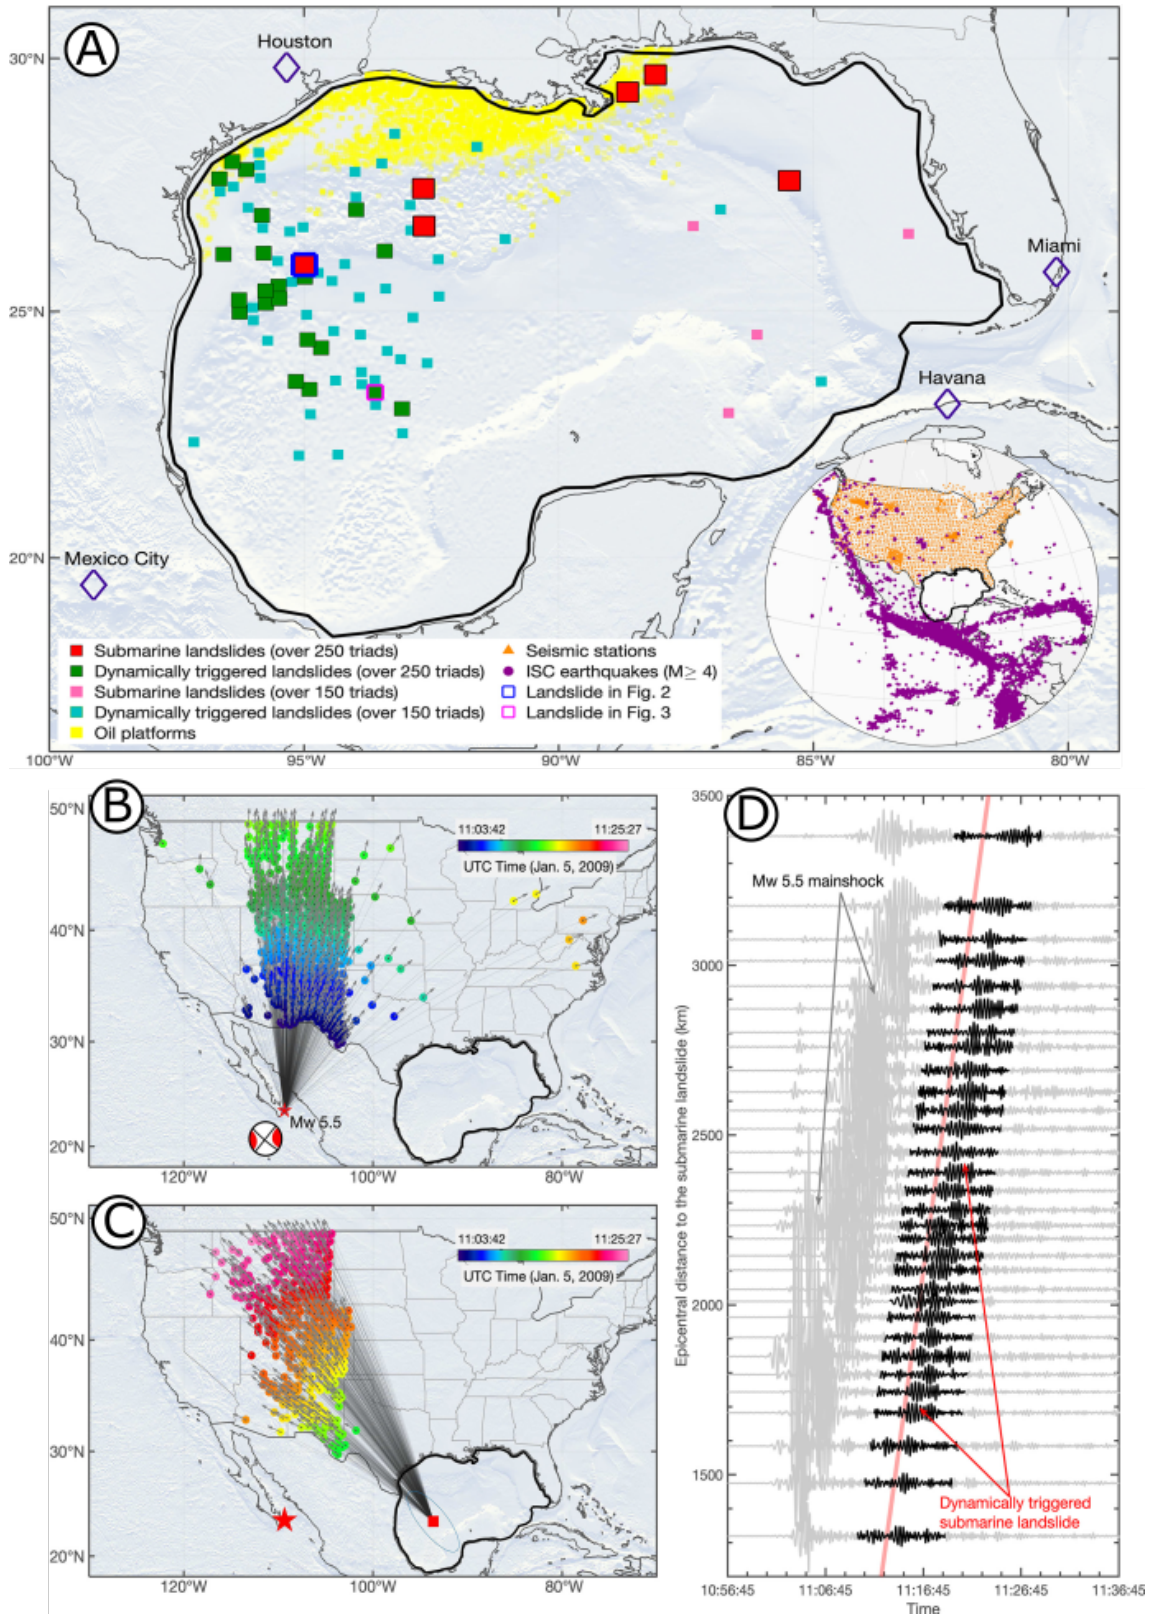 A
Houston
30°N
Miami
25°N
Havana
20°N
Mexico City
Submarine landslides (over 250 triads)
Dynamically triggered landslides (over 250 triads)
Submarine landslides (over 150 triads)
Dynamically triggered landslides (over 150 triads)
Oil platforms
Seismic stations
ISC earthquakes (M≥ 4)
Landslide in Fig. 2
Landslide in Fig. 3
100°W 95°W 90°W 85°W 80°W
B
50°N
11:03:42 11:25:27
UTC Time (Jan. 5, 2009)
40°N
30°N
Mw 5.5
20°N
120°W 100°W 80°W
C
50°N
11:03:42 11:25:27
UTC Time (Jan. 5, 2009)
40°N
30°N
20°N
120°W 100°W 80°W
D
3500
Mw 5.5 mainshock
3000
2500
2000
1500
Epicentral distance to the submarine landslide (km)
Dynamically triggered
submarine landslide
10:56:45 11:06:45 11:16:45 11:26:45 11:36:45
Time